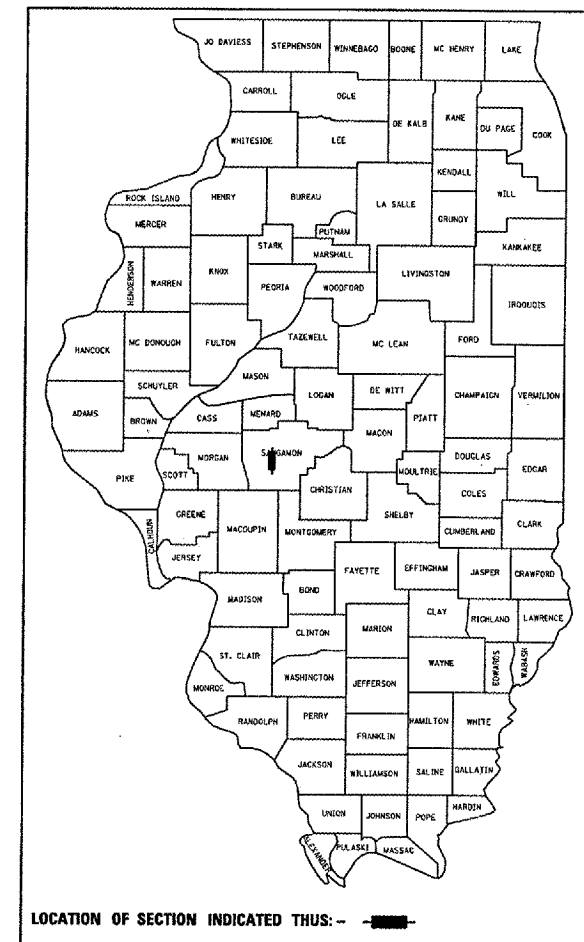 JO DAVIESS STEPHENSON WINNEBAGO BOONE MC HENRY LAKE
CARROLL OGLE
DE KALB KANE DU PAGE COOK
WHITESIDE LEE
KENDALL WILL
ROCK ISLAND HENRY BUREAU LA SALLE
MERCER PUTNAM GRUNDY
STARK MARSHALL KANKAKEE
HENDERSON WARREN KNOX PEORIA WOODFORD LIVINGSTON IROQUOIS
HANCOCK MC DONOUGH FULTON TAZEWELL MC LEAN FORD
SCHUYLER MASON LOGAN DE WITT CHAMPAIGN VERMILION
ADAMS BROWN CASS MENARD MACON PIATT
PIKE SCOTT MORGAN SANGAMON CHRISTIAN MOULTRIE DOUGLAS EDGAR
COLES
CALHOUN GREENE MACOUPIN MONTGOMERY SHELBY CUMBERLAND CLARK
JERSEY FAYETTE EFFINGHAM JASPER CRAWFORD
MADISON BOND
CLAY RICHLAND LAWRENCE
CLINTON MARION
ST. CLAIR WAYNE EDWARDS WABASH
MONROE WASHINGTON JEFFERSON
RANDOLPH PERRY HAMILTON WHITE
FRANKLIN
JACKSON WILLIAMSON SALINE GALLATIN
UNION JOHNSON POPE HARDIN
ALEXANDER PULASKI MASSAC
LOCATION OF SECTION INDICATED THUS: - -